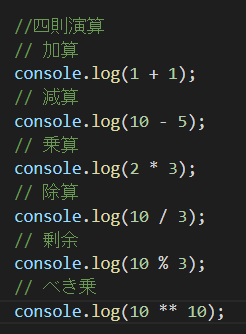 //四則演算
// 加算
console.log(1 + 1);
// 減算
console.log(10 - 5);
// 乗算
console.log(2 * 3);
// 除算
console.log(10 / 3);
// 剰余
console.log(10 % 3);
// べき乗
console.log(10 ** 10);